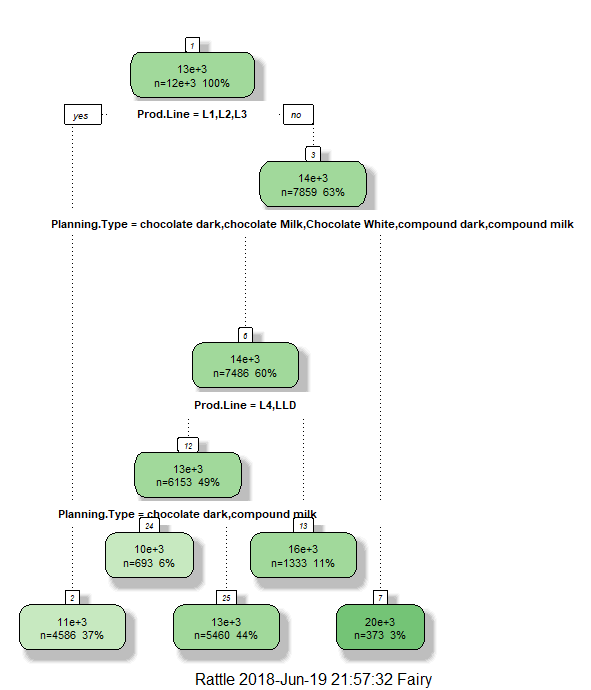 1
13e+3
n=12e+3 100%
yes
Prod.Line = L1,L2,L3
no
3
14e+3
n=7859 63%
Planning.Type = chocolate dark,chocolate Milk,Chocolate White,compound dark,compound milk
6
14e+3
n=7486 60%
Prod.Line = L4,LLD
12
13e+3
n=6153 49%
Planning.Type = chocolate dark,compound milk
24
10e+3
n=693 6%
13
16e+3
n=1333 11%
2
11e+3
n=4586 37%
25
13e+3
n=5460 44%
7
20e+3
n=373 3%
Rattle 2018-Jun-19 21:57:32 Fairy